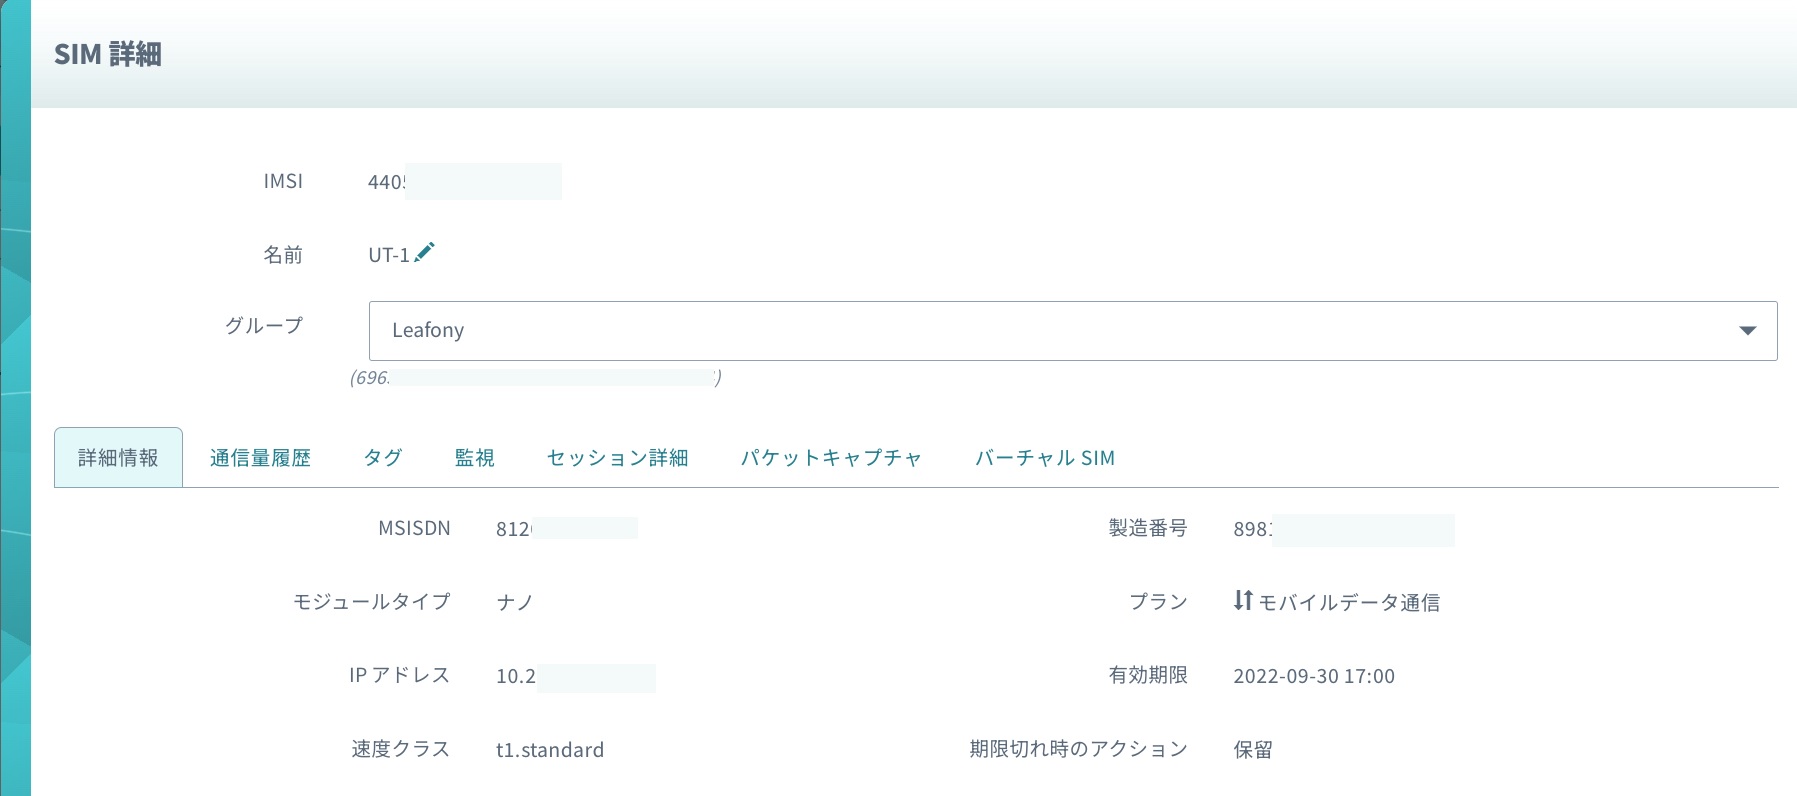 SIM 詳細
IMSI 440
名前 UT-1
グループ Leafony
(696. )
詳細情報 通信量履歴 タグ 監視 セッション詳細 パケットキャプチャ バーチャル SIM
MSISDN 812 製造番号 898
モジュールタイプ ナノ プラン モバイルデータ通信
IP アドレス 10.2 有効期限 2022-09-30 17:00
速度クラス t1.standard 期限切れ時のアクション 保留